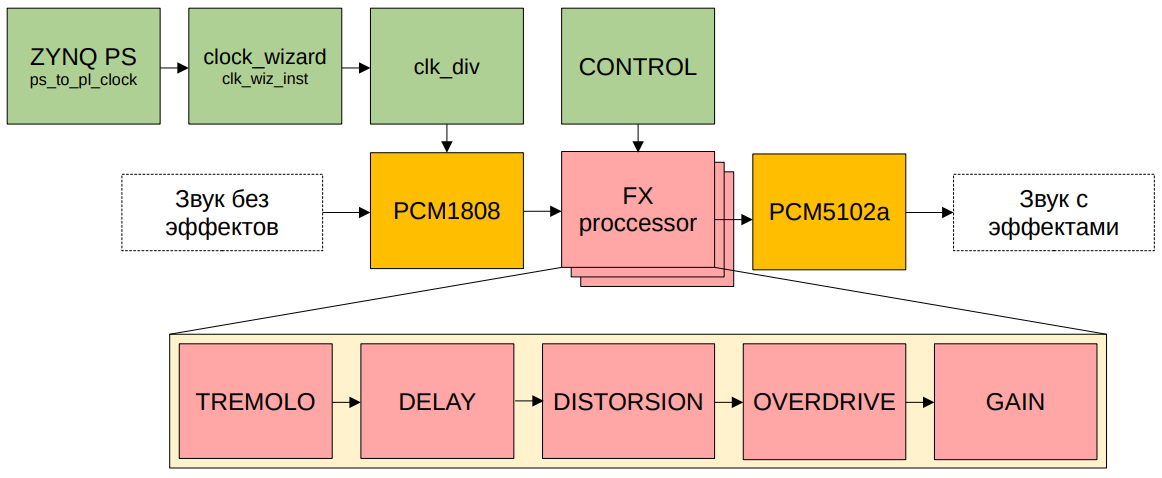 ZYNQ PS
ps_to_pl_clock
clock_wizard
clk_wiz_inst
clk_div
CONTROL
Звук без
эффектов
PCM1808
FX
proccessor
PCM5102a
Звук с
эффектами
TREMOLO
DELAY
DISTORSION
OVERDRIVE
GAIN